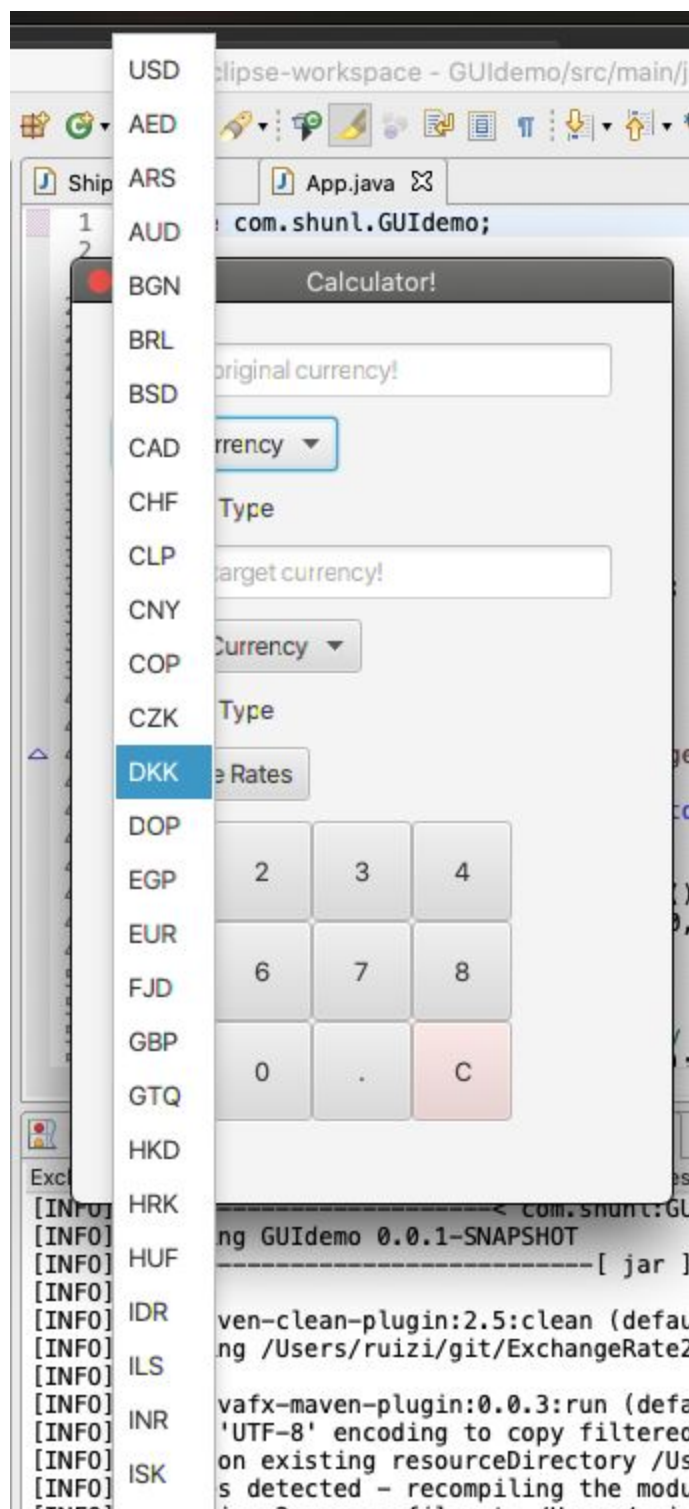 USD
clipse-workspace - GUIdemo/src/main/j
AED
ARS
Ship
App.java
AUD
1
com.shunl.GUIdemo;
2
BGN
Calculator!
BRL
original currency!
BSD
CAD
rrency
CHF
Type
CLP
target currency!
CNY
COP
Currency
CZK
Type
DKK
e Rates
DOP
EGP
2 3 4
EUR
FJD
6 7 8
GBP
GTQ
0 . C
HKD
Excl
HRK
[INFO] ----------------------< com.shunl:GU
[INFO] ng GUIdemo 0.0.1-SNAPSHOT
HUF
[INFO] ----------------------------[ jar ]
[INFO]
IDR
[INFO] ven-clean-plugin:2.5:clean (defau
[INFO] ng /Users/ruizi/git/ExchangeRate2
ILS
[INFO]
[INFO] vafx-maven-plugin:0.0.3:run (defa
INR
[INFO] 'UTF-8' encoding to copy filtered
[INFO] on existing resourceDirectory /Us
ISK
[INFO] s detected – recompiling the modu